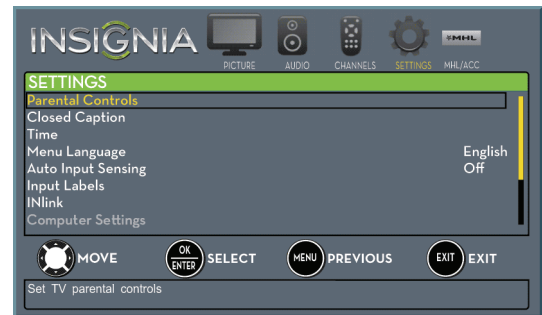 INSIGNIA
MHL
PICTURE AUDIO CHANNELS SETTINGS MHL/ACC
SETTINGS
Parental Controls
Closed Caption
Time
Menu Language English
Auto Input Sensing Off
Input Labels
INlink
Computer Settings
MOVE OK ENTER SELECT MENU PREVIOUS EXIT EXIT
Set TV parental controls